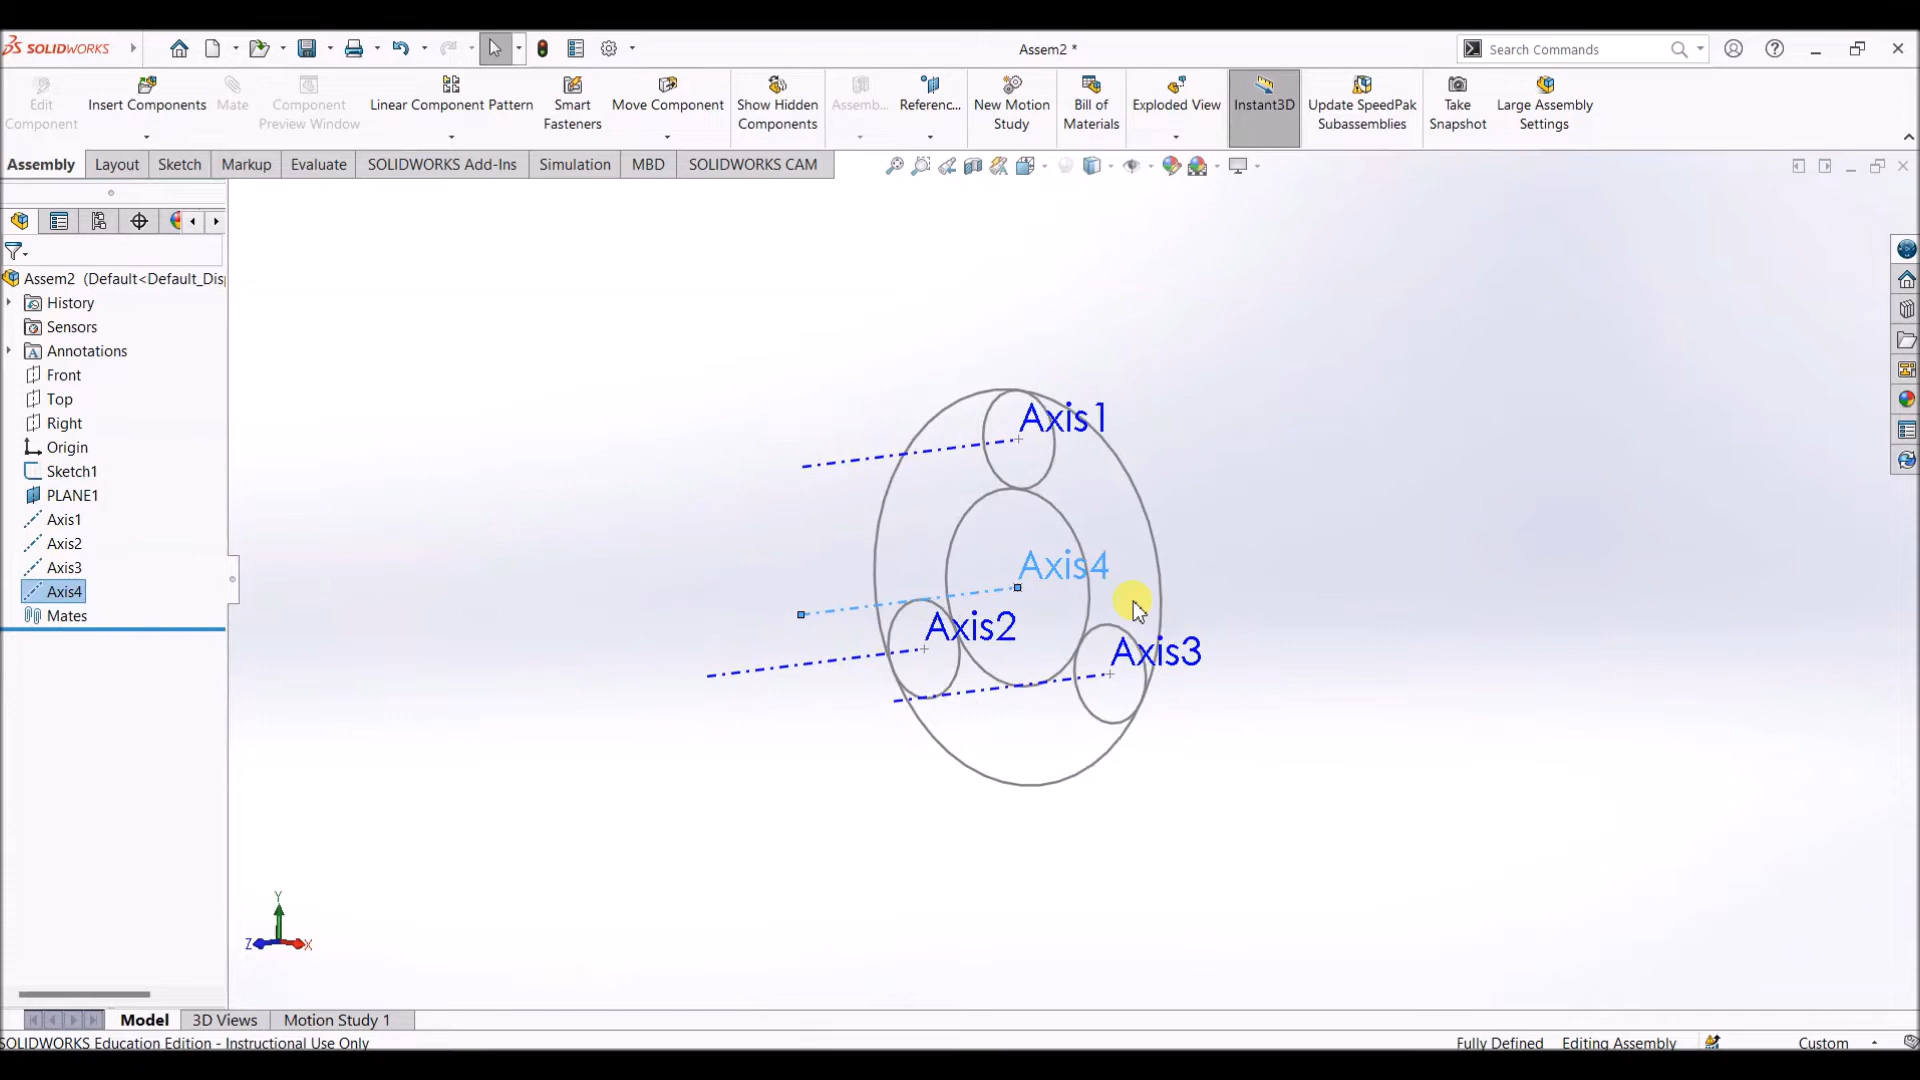 SOLIDWORKS
Assem2 *
Search Commands
Edit Component
Insert Components
Mate
Component Preview Window
Linear Component Pattern
Smart Fasteners
Move Component
Show Hidden Components
Assemb...
Referenc...
New Motion Study
Bill of Materials
Exploded View
Instant3D
Update SpeedPak Subassemblies
Take Snapshot
Large Assembly Settings
Assembly
Layout
Sketch
Markup
Evaluate
SOLIDWORKS Add-Ins
Simulation
MBD
SOLIDWORKS CAM
Assem2 (Default<Default_Dis
History
Sensors
Annotations
Front
Top
Right
Origin
Sketch1
PLANE1
Axis1
Axis2
Axis3
Axis4
Mates
Axis1
Axis4
Axis2
Axis3
Y
Z
X
Model
3D Views
Motion Study 1
SOLIDWORKS Education Edition - Instructional Use Only
Fully Defined
Editing Assembly
Custom